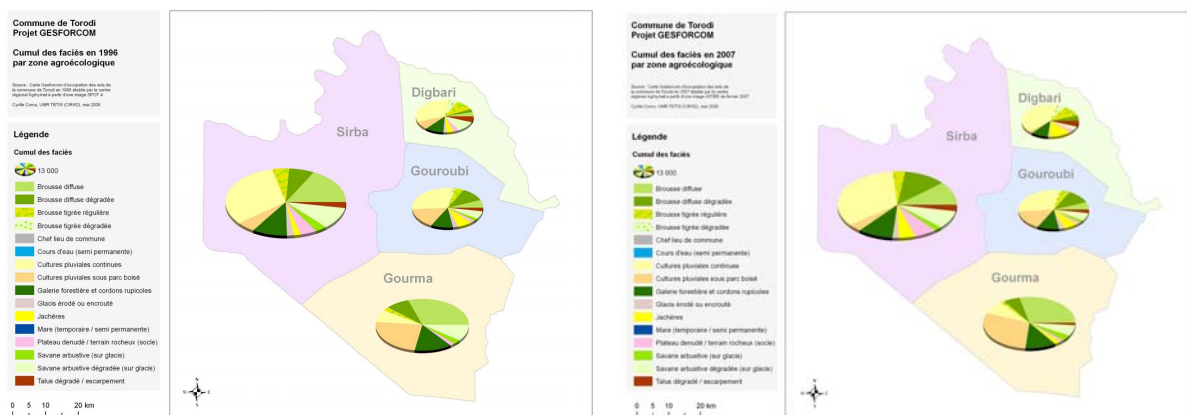 Commune de Torodi
Projet GESFORCOM
Cumul des faciès en 1996
par zone agroécologique
Légende
Cumul des faciès
13 000
Brousse diffuse
Brousse diffuse dégradée
Brousse tigrée régulière
Brousse tigrée dégradée
Chef lieu de commune
Cours d'eau (semi permanente)
Cultures pluviales continues
Cultures pluviales sous parc boisé
Galerie forestière et cordons rupicoles
Glacis érodé ou encrouté
Jachères
Mare (temporaire / semi permanente)
Plateau denudé / terrain rocheux (socle)
Savane arbustive (sur glacis)
Savane arbustive dégradée (sur glacis)
Talus dégradé / escarpement
0 5 10 20 km
Digbari
Sirba
Gouroubi
Gourma
N
E
S
Commune de Torodi
Projet GESFORCOM
Cumul des faciès en 2007
par zone agroécologique
Légende
Cumul des faciès
13 000
Brousse diffuse
Brousse diffuse dégradée
Brousse tigrée régulière
Brousse tigrée dégradée
Chef lieu de commune
Cours d'eau (semi permanente)
Cultures pluviales continues
Cultures pluviales sous parc boisé
Galerie forestière et cordons rupicoles
Glacis érodé ou encrouté
Jachères
Mare (temporaire / semi permanente)
Plateau denudé / terrain rocheux (socle)
Savane arbustive (sur glacis)
Savane arbustive dégradée (sur glacis)
Talus dégradé / escarpement
0 5 10 20 km
Digbari
Sirba
Gouroubi
Gourma
N
E
S